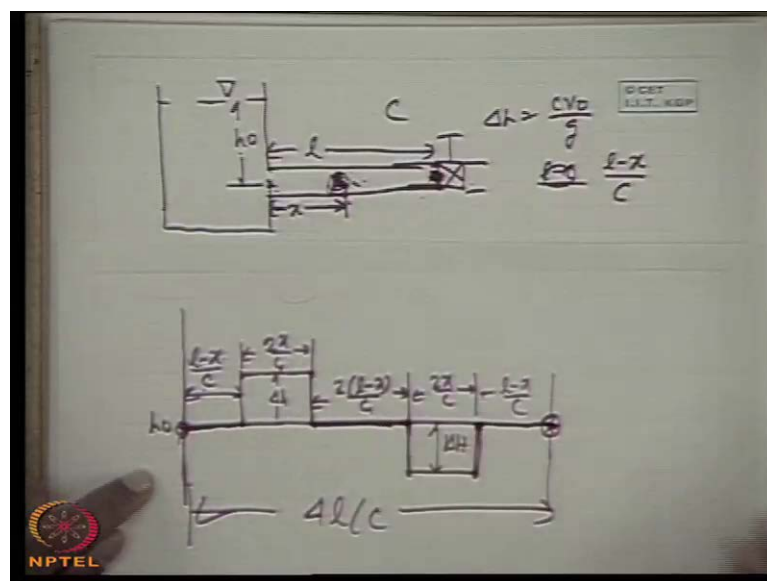 © CET
I.I.T. KGP
h0
l
C
Δh = CV0/g
x
l-x/C
l-x/C
2x/C
2(l-x)/C
2x/C
l-x/C
h0
Δh
ΔH
4l/C
NPTEL